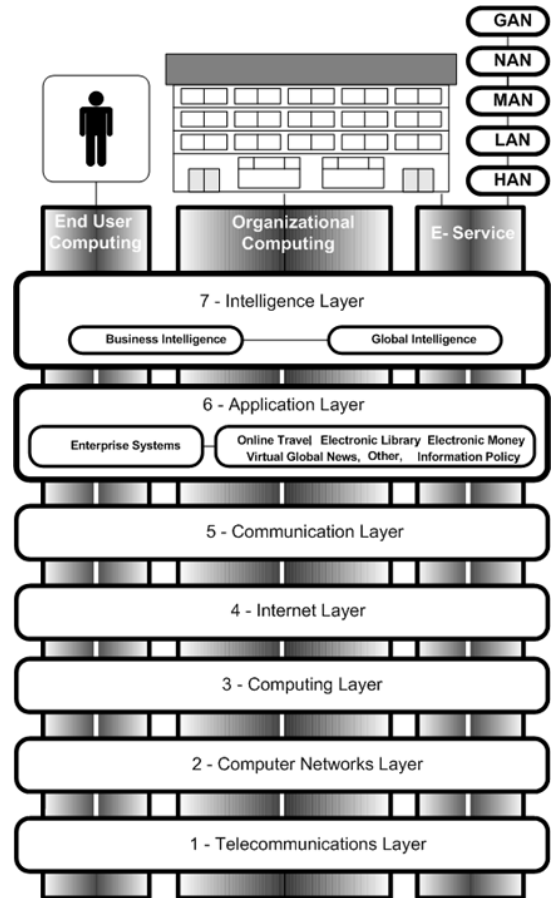 GAN
NAN
MAN
LAN
HAN
End User
Computing
Organizational
Computing
E- Service
7 - Intelligence Layer
Business Intelligence
Global Intelligence
6 - Application Layer
Enterprise Systems
Online Travel, Electronic Library Electronic Money
Virtual Global News, Other, Information Policy
5 - Communication Layer
4 - Internet Layer
3 - Computing Layer
2 - Computer Networks Layer
1 - Telecommunications Layer